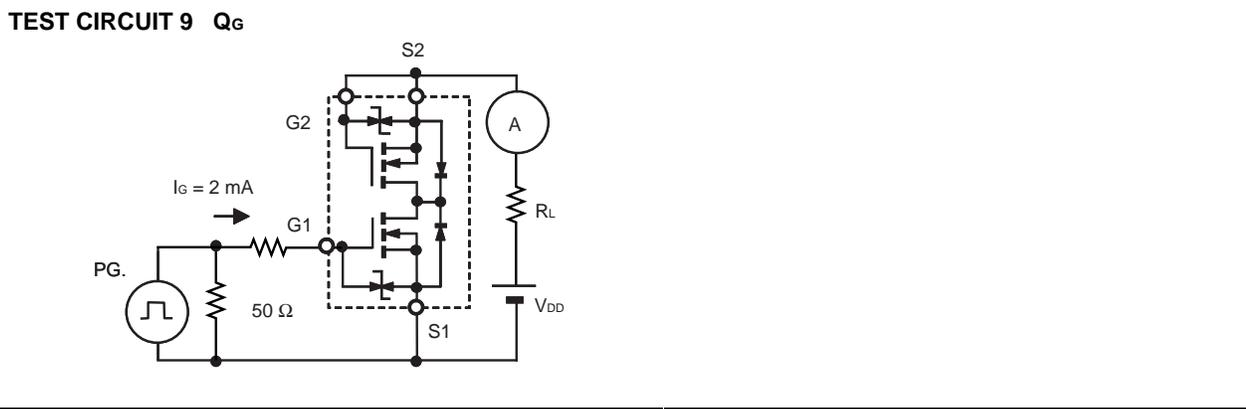 TEST CIRCUIT 9 QG
S2
G2
A
IG = 2 mA
RL
G1
PG.
50 Ω
VDD
S1